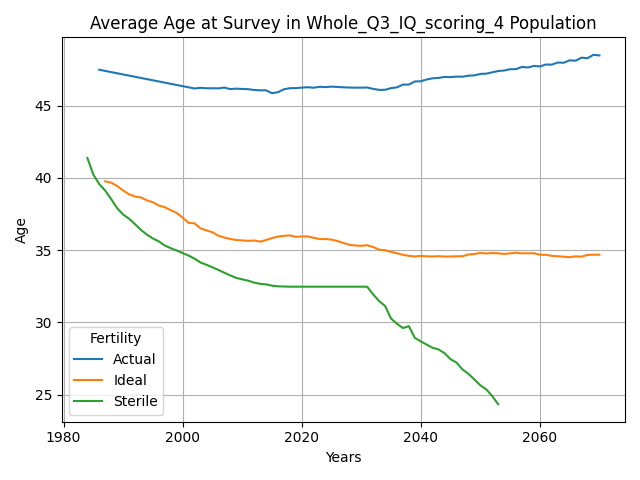 Average Age at Survey in Whole_Q3_IQ_scoring_4 Population
Age
45
40
35
30
25
Fertility
Actual
Ideal
Sterile
1980
2000
2020
2040
2060
Years